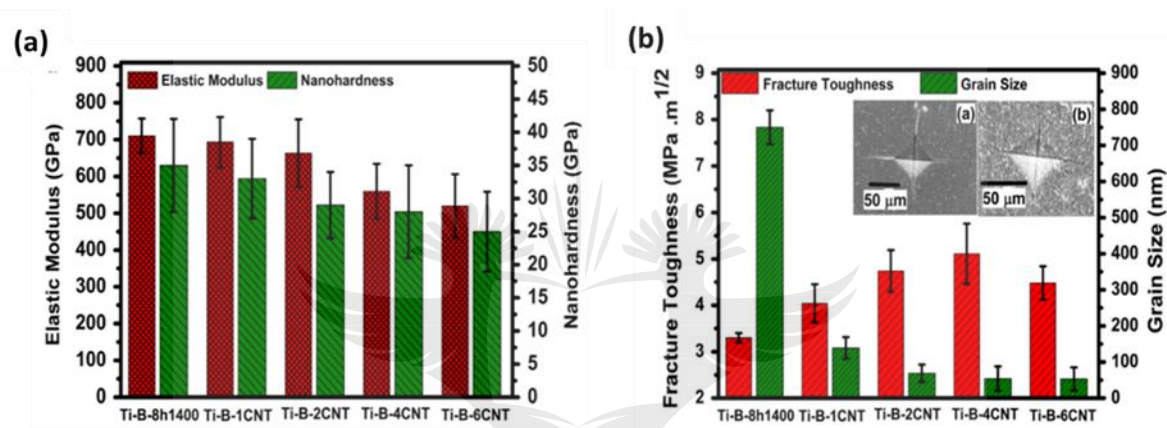 (a)
Elastic Modulus
Nanohardness
Elastic Modulus (GPa)
900
800
700
600
500
400
300
200
100
0
Nanohardness (GPa)
50
45
40
35
30
25
20
15
10
5
0
Ti-B-8h1400 Ti-B-1CNT Ti-B-2CNT Ti-B-4CNT Ti-B-6CNT
(b)
Fracture Toughness
Grain Size
Fracture Toughness (MPa .m1/2
9
8
7
6
5
4
3
2
(a)
50 μm
(b)
50 μm
Grain Size (nm)
900
800
700
600
500
400
300
200
100
0
Ti-B-8h1400 Ti-B-1CNT Ti-B-2CNT Ti-B-4CNT Ti-B-6CNT